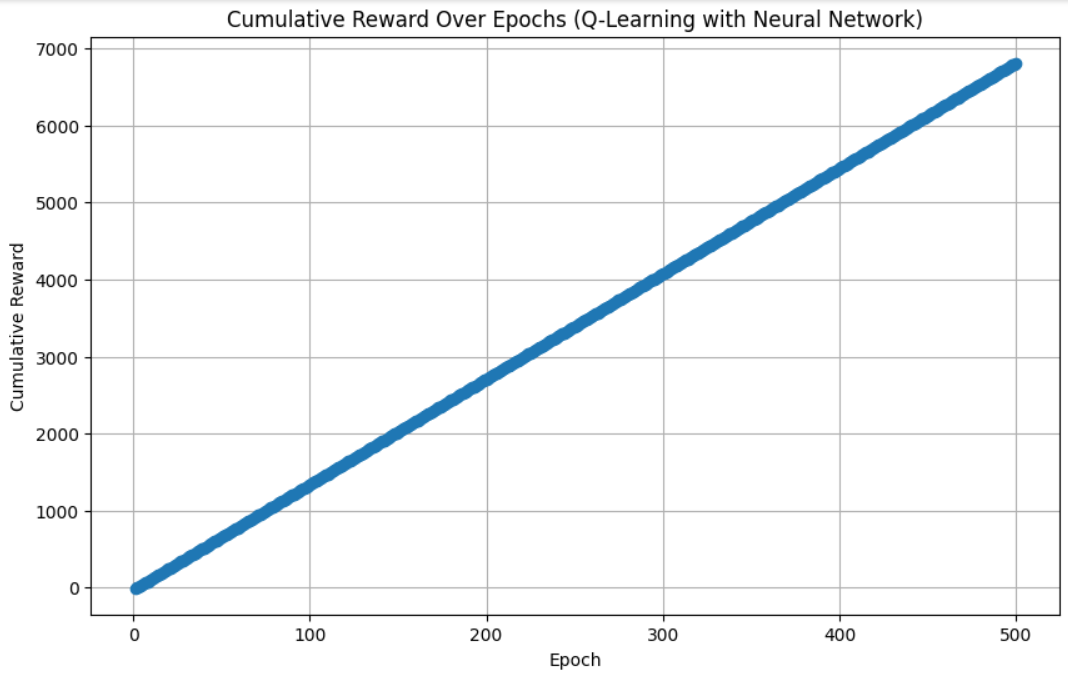 Cumulative Reward Over Epochs (Q-Learning with Neural Network)
7000
6000
5000
4000
3000
2000
1000
0
Cumulative Reward
0 100 200 300 400 500
Epoch